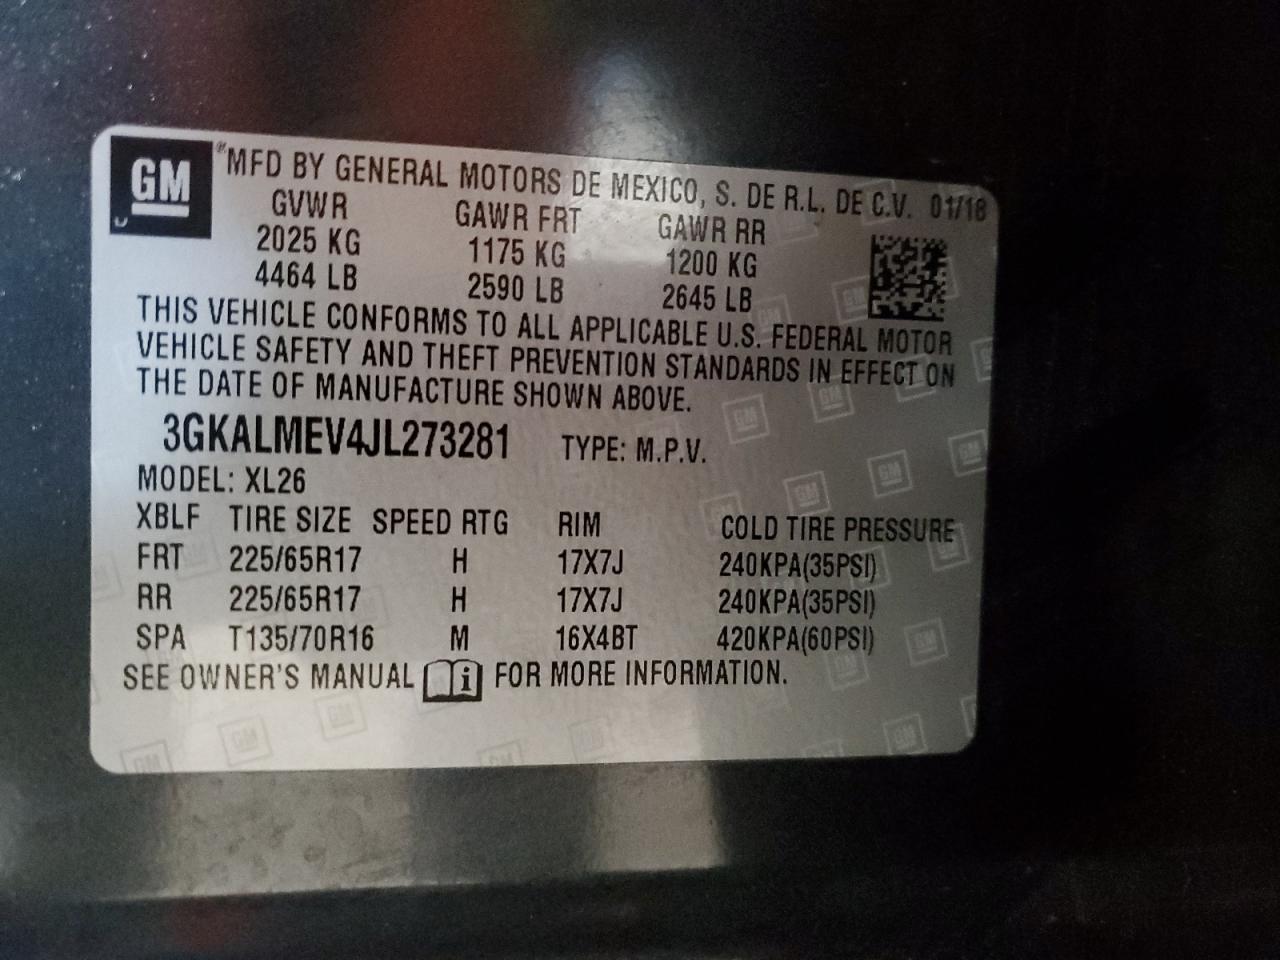 GM
®MFD BY GENERAL MOTORS DE MEXICO, S. DE R.L. DE C.V. 01/18
GVWR GAWR FRT GAWR RR
2025 KG 1175 KG 1200 KG
4464 LB 2590 LB 2645 LB
THIS VEHICLE CONFORMS TO ALL APPLICABLE U.S. FEDERAL MOTOR
VEHICLE SAFETY AND THEFT PREVENTION STANDARDS IN EFFECT ON
THE DATE OF MANUFACTURE SHOWN ABOVE.
3GKALMEV4JL273281 TYPE: M.P.V.
MODEL: XL26
XBLF TIRE SIZE SPEED RTG RIM COLD TIRE PRESSURE
FRT 225/65R17 H 17X7J 240KPA(35PSI)
RR 225/65R17 H 17X7J 240KPA(35PSI)
SPA T135/70R16 M 16X4BT 420KPA(60PSI)
SEE OWNER'S MANUAL i FOR MORE INFORMATION.